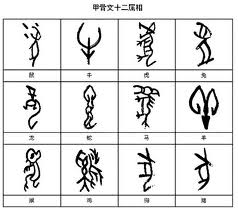 甲骨文十二属相
鼠 牛 虎 兔
龙 蛇 马 羊
猴 鸡 狗 猪